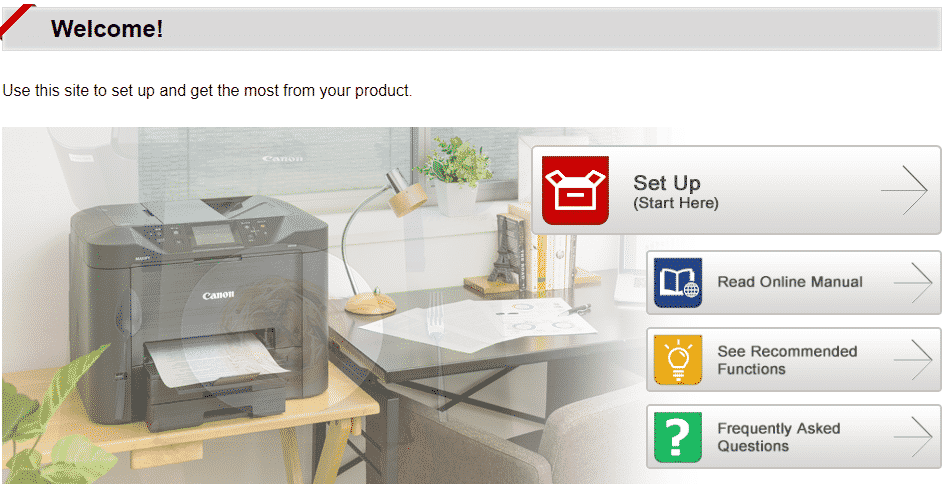 Welcome!
Use this site to set up and get the most from your product.
Canon
Set Up
(Start Here)
Canon
Read Online Manual
See Recommended
Functions
Frequently Asked
Questions